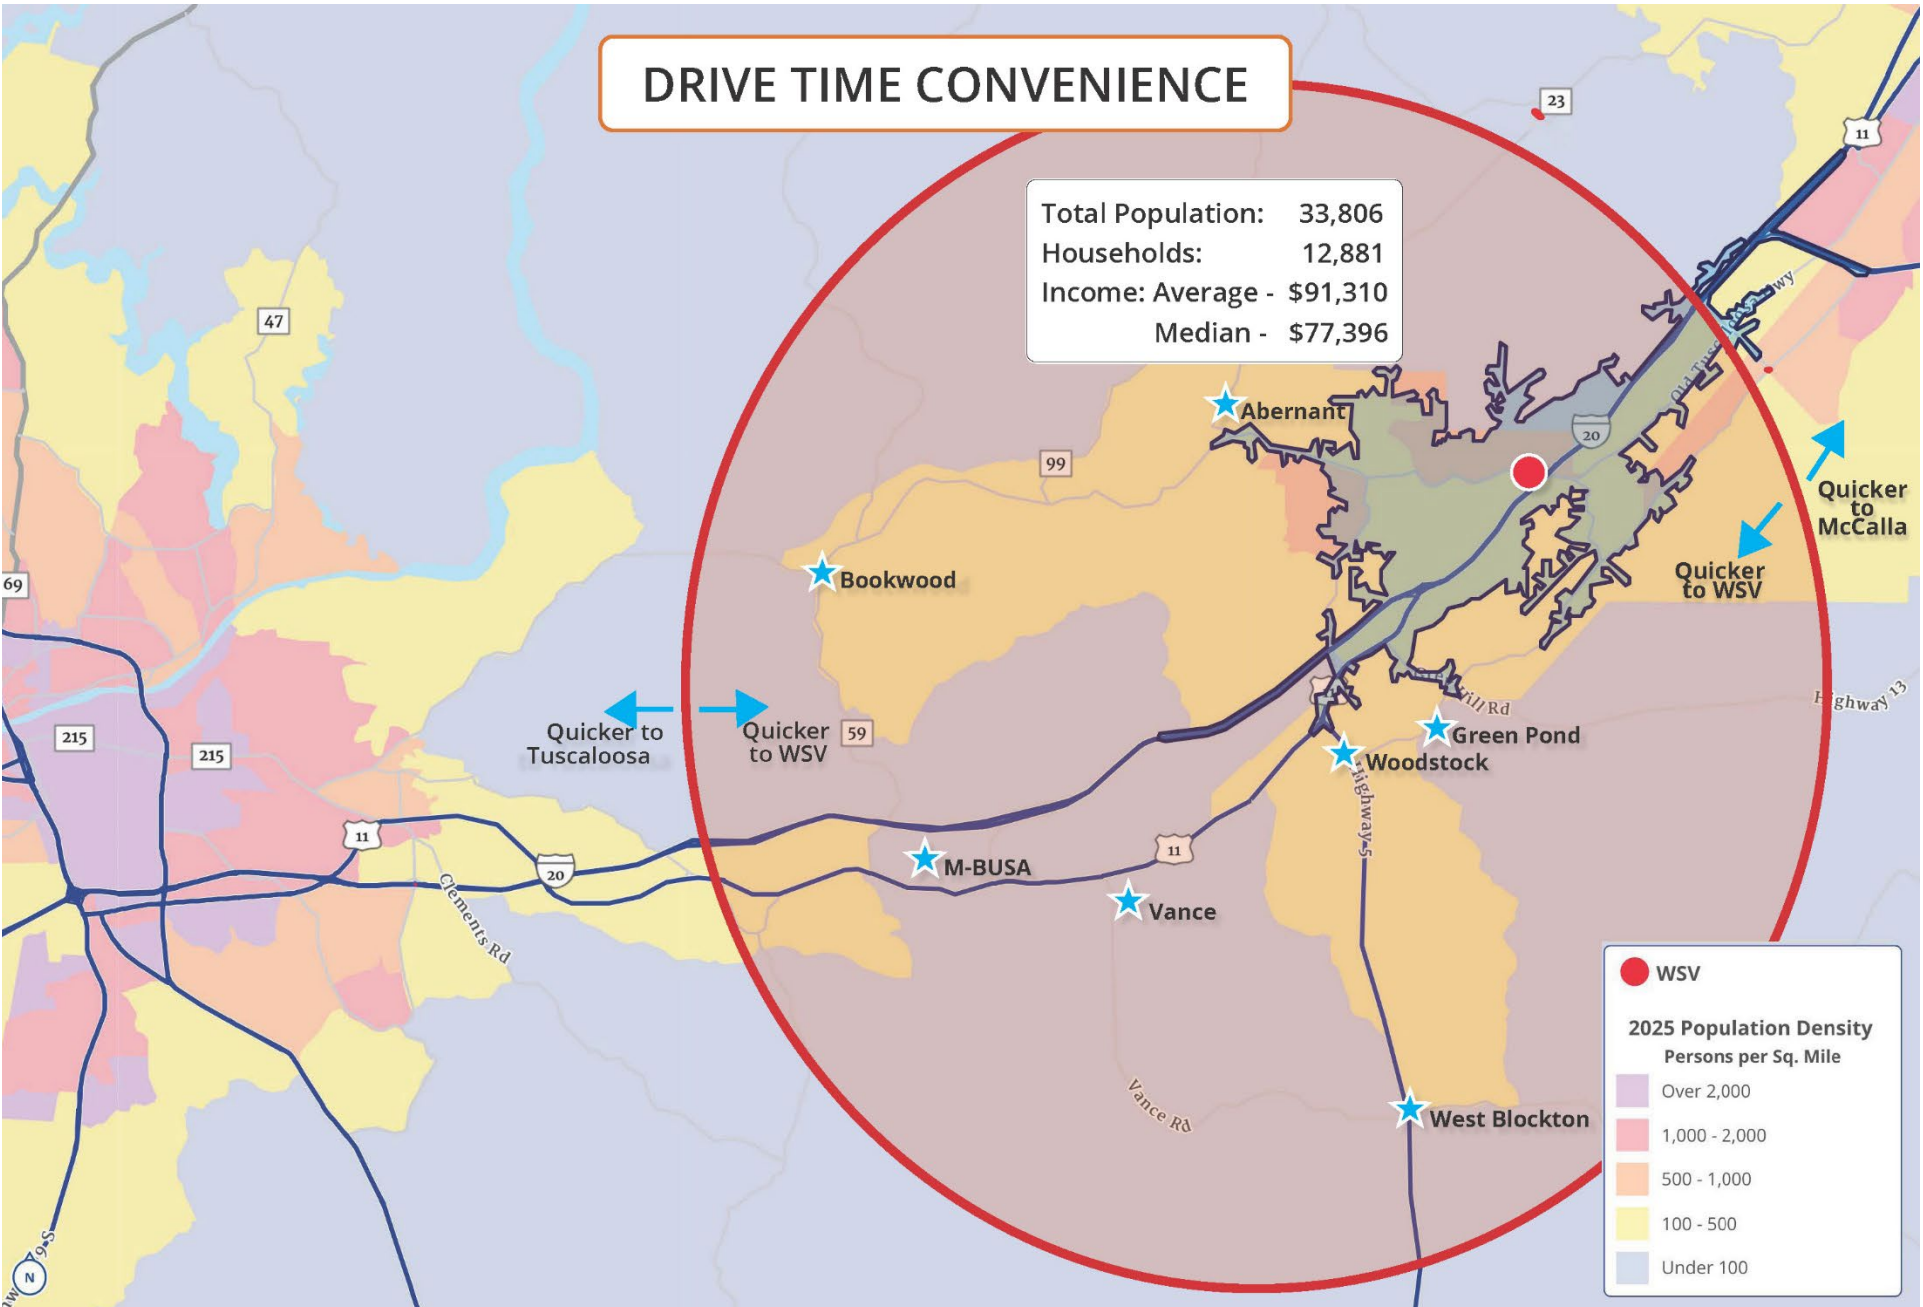 DRIVE TIME CONVENIENCE
23
11
Total Population: 33,806
Households: 12,881
Income: Average - $91,310
Median - $77,396
47
Abernant
20
99
Quicker
to
McCalla
Quicker
to WSV
Bookwood
69
Highway 13
Rd
Green Pond
Woodstock
Highway 5
Quicker to
Tuscaloosa
Quicker
to WSV
59
215
215
11
20
Clements Rd
M-BUSA
11
Vance
Vance Rd
West Blockton
WSV
2025 Population Density
Persons per Sq. Mile
Over 2,000
1,000 - 2,000
500 - 1,000
100 - 500
Under 100
N